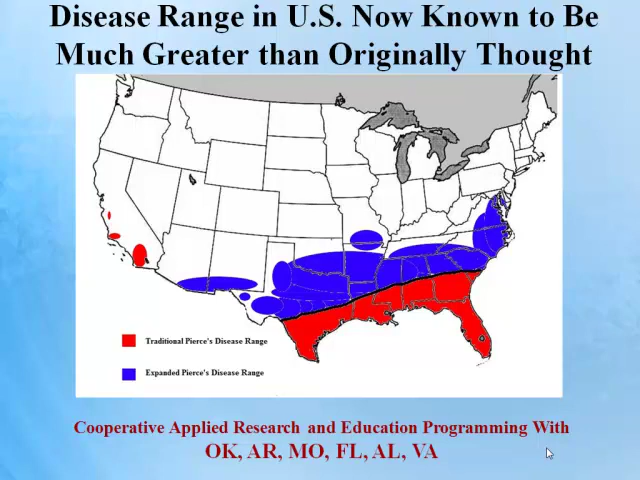 Disease Range in U.S. Now Known to Be
Much Greater than Originally Thought
Traditional Pierce's Disease Range
Expanded Pierce's Disease Range
Cooperative Applied Research and Education Programming With
OK, AR, MO, FL, AL, VA